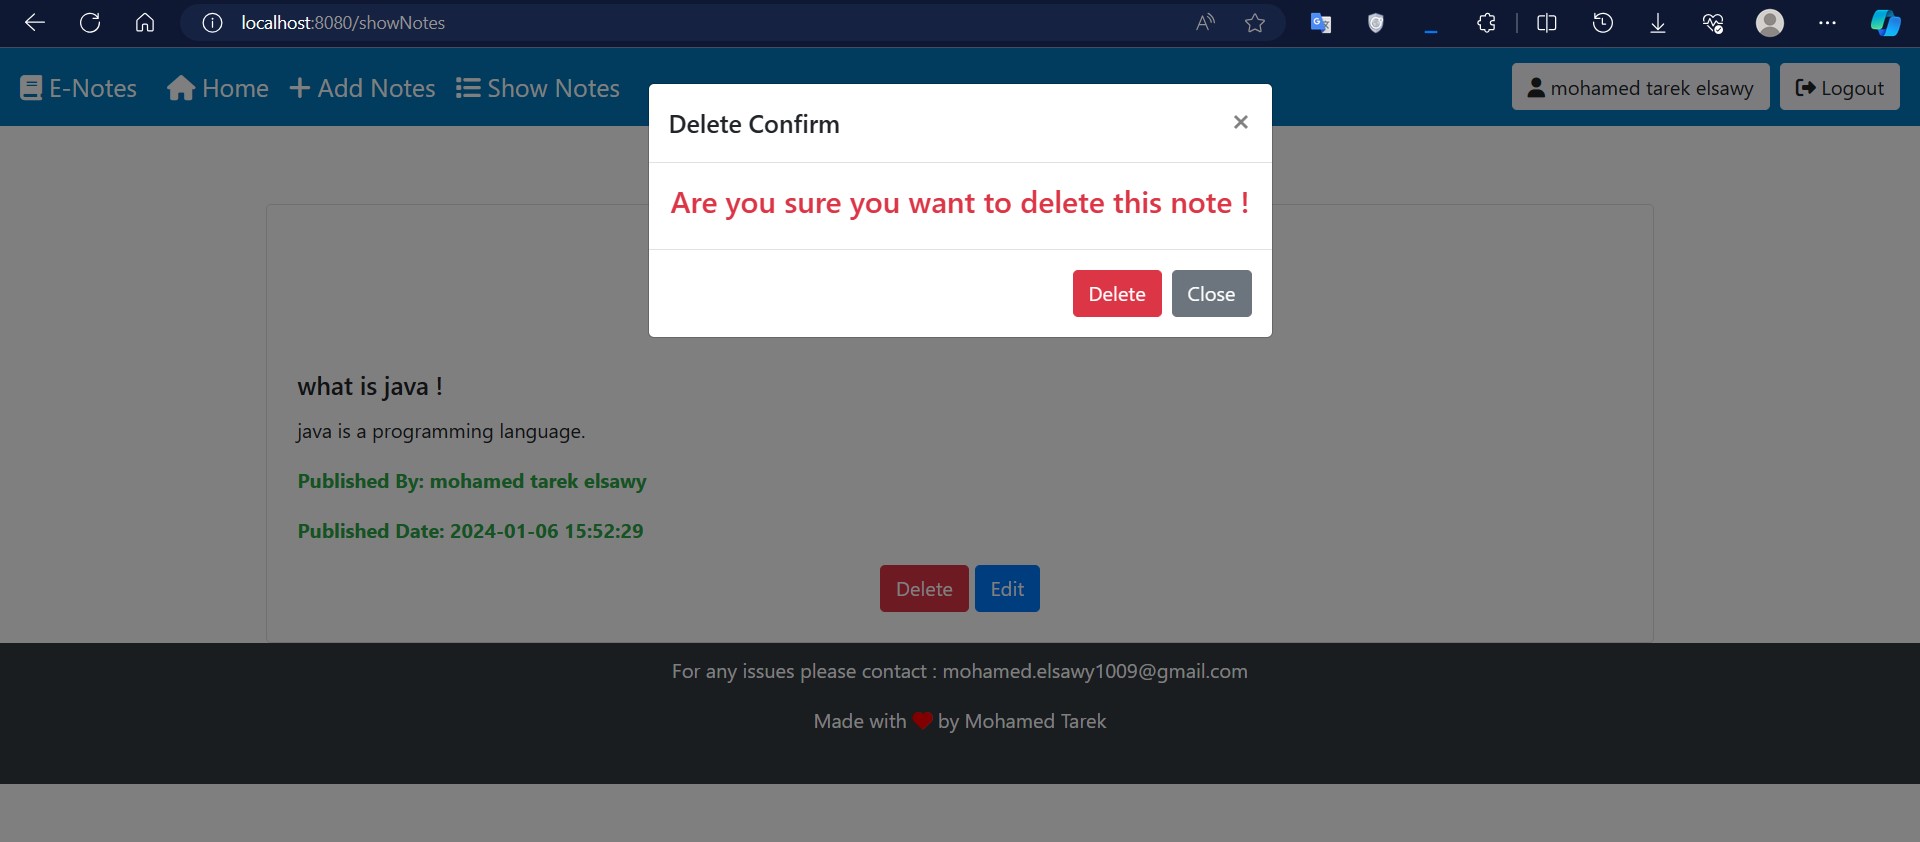 localhost:8080/showNotes
E-Notes Home Add Notes Show Notes mohamed tarek elsawy Logout
Delete Confirm ×
Are you sure you want to delete this note !
Delete Close
what is java !
java is a programming language.
Published By: mohamed tarek elsawy
Published Date: 2024-01-06 15:52:29
Delete Edit
For any issues please contact : mohamed.elsawy1009@gmail.com
Made with ❤ by Mohamed Tarek